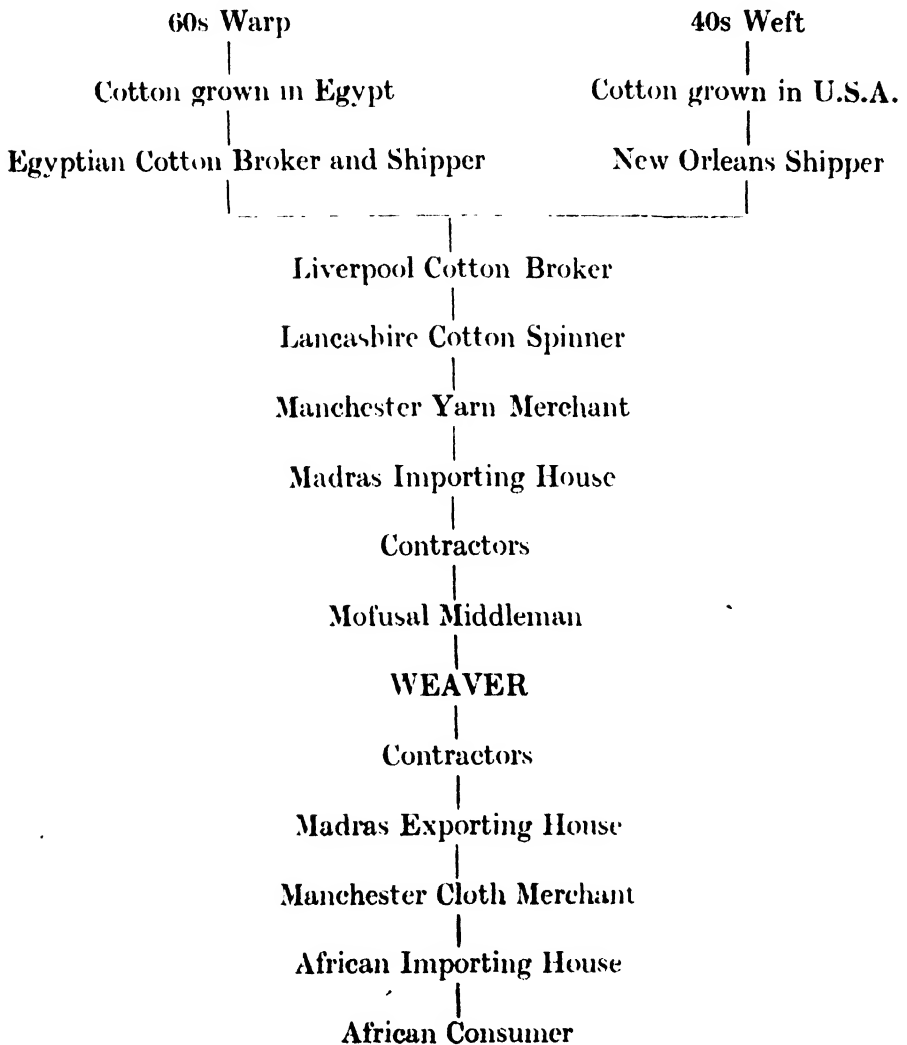 60s Warp
40s Weft
Cotton grown in Egypt
Cotton grown in U.S.A.
Egyptian Cotton Broker and Shipper
New Orleans Shipper
Liverpool Cotton Broker
Lancashire Cotton Spinner
Manchester Yarn Merchant
Madras Importing House
Contractors
Mofusal Middleman
WEAVER
Contractors
Madras Exporting House
Manchester Cloth Merchant
African Importing House
African Consumer